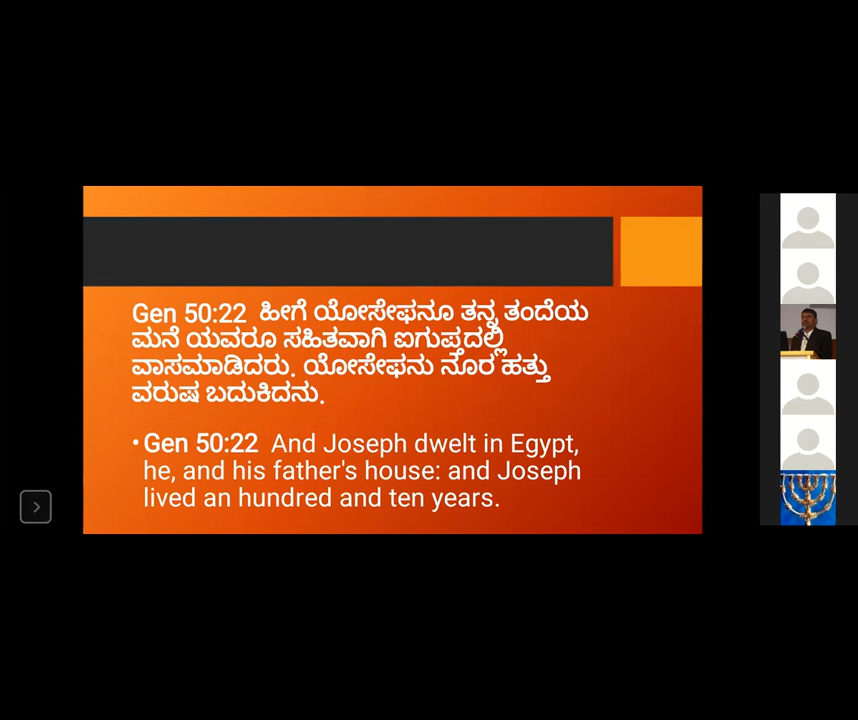 Gen 50:22 ಹೀಗೆ ಯೋಸೇಫನೂ ತನ್ನ ತಂದೆಯ
ಮನೆ ಯವರೂ ಸಹಿತವಾಗಿ ಐಗುಪ್ತದಲ್ಲಿ
ವಾಸಮಾಡಿದರು. ಯೋಸೇಫನು ನೂರ ಹತ್ತು
ವರುಷ ಬದುಕಿದನು.
• Gen 50:22 And Joseph dwelt in Egypt,
he, and his father's house: and Joseph
lived an hundred and ten years.